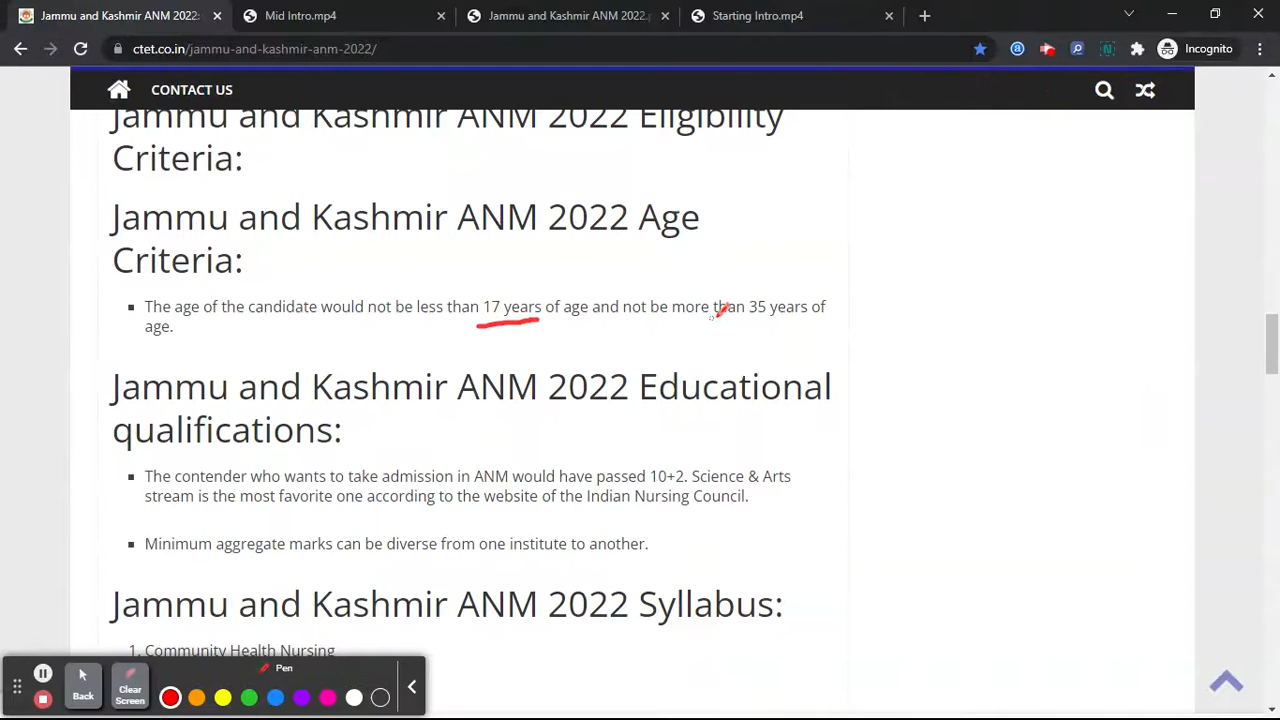 Jammu and Kashmir ANM 2022
Mid Intro.mp4
Jammu and Kashmir ANM 2022.
Starting Intro.mp4
ctet.co.in/jammu-and-kashmir-anm-2022/
Incognito
CONTACT US
Jammu and Kashmir ANM 2022 Eligibility
Criteria:
Jammu and Kashmir ANM 2022 Age
Criteria:
The age of the candidate would not be less than 17 years of age and not be more than 35 years of
age.
Jammu and Kashmir ANM 2022 Educational
qualifications:
The contender who wants to take admission in ANM would have passed 10+2. Science & Arts
stream is the most favorite one according to the website of the Indian Nursing Council.
Minimum aggregate marks can be diverse from one institute to another.
Jammu and Kashmir ANM 2022 Syllabus:
1. Community Health Nursing
Pen
Back
Clear
Screen